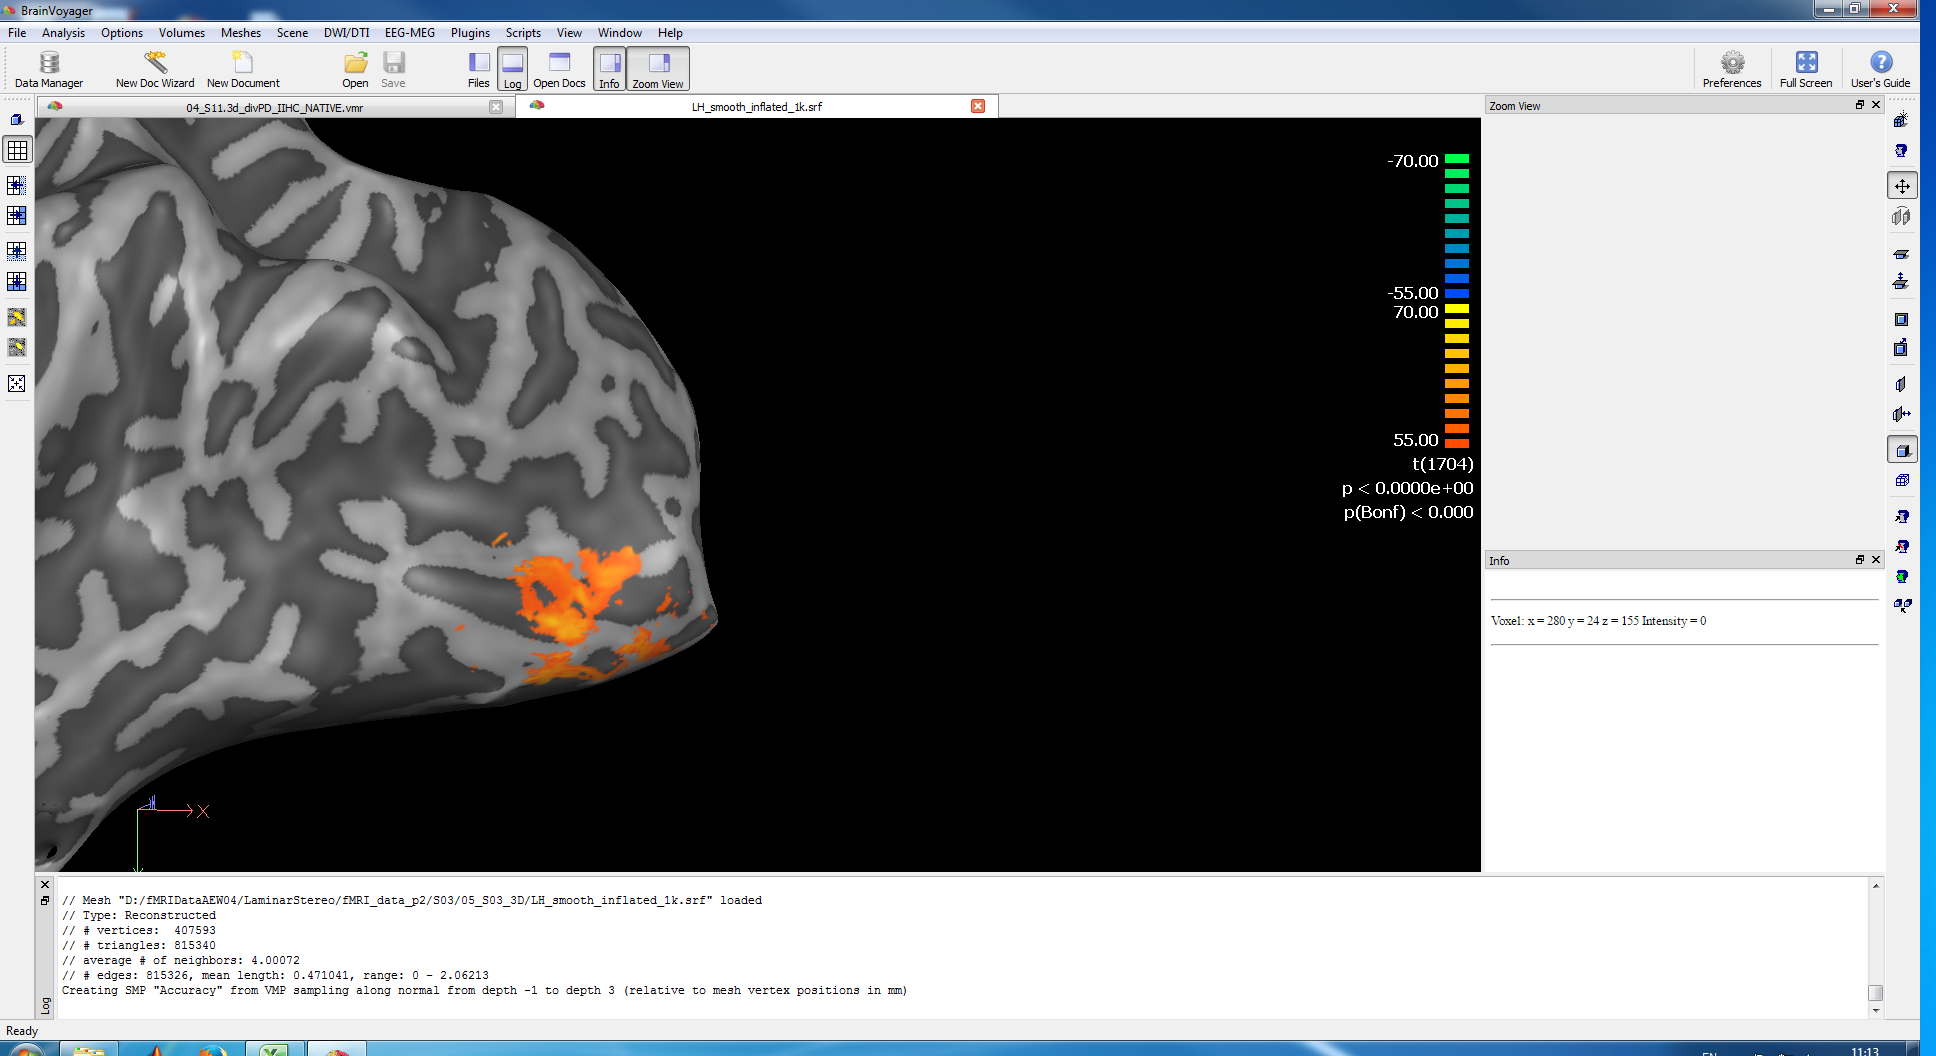 BrainVoyager
File Analysis Options Volumes Meshes Scene DWI/DTI EEG-MEG Plugins Scripts View Window Help
Data Manager New Doc Wizard New Document Open Save Files Log Open Docs Info Zoom View Preferences Full Screen User's Guide
04_S11.3d_divPD_IIHC_NATIVE.vmr LH_smooth_inflated_1k.srf Zoom View
-70.00
-55.00
70.00
55.00
t(1704)
p < 0.0000e+00
p(Bonf) < 0.000
Info
Voxel: x = 280 y = 24 z = 155 Intensity = 0
X
// Mesh "D:/fMRIDataAEW04/LaminarStereo/fMRI_data_p2/S03/05_S03_3D/LH_smooth_inflated_1k.srf" loaded
// Type: Reconstructed
// # vertices: 407593
// # triangles: 815340
// average # of neighbors: 4.00072
// # edges: 815326, mean length: 0.471041, range: 0 - 2.06213
Creating SMP "Accuracy" from VMP sampling along normal from depth -1 to depth 3 (relative to mesh vertex positions in mm)
Log
Ready
11:13